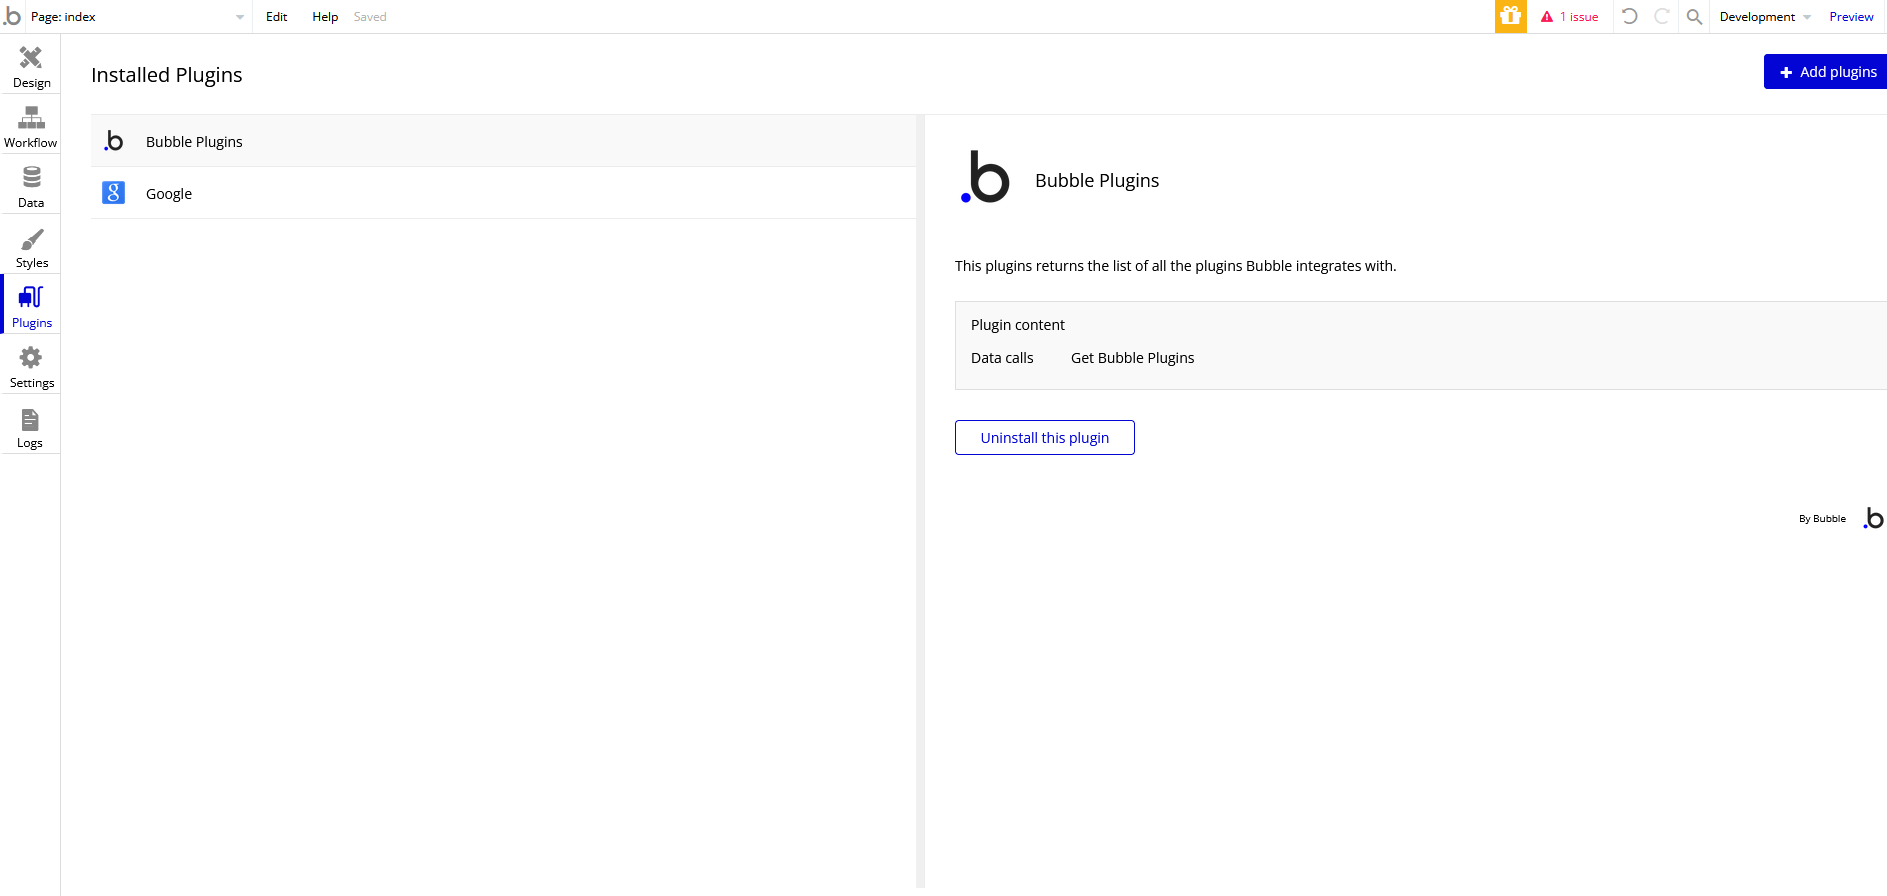 .b Page: index Edit Help Saved 1 issue Development Preview
Design
Workflow
Data
Styles
Plugins
Settings
Logs
Installed Plugins
+ Add plugins
.b Bubble Plugins
g Google
.b Bubble Plugins
This plugins returns the list of all the plugins Bubble integrates with.
Plugin content
Data calls Get Bubble Plugins
Uninstall this plugin
By Bubble .b